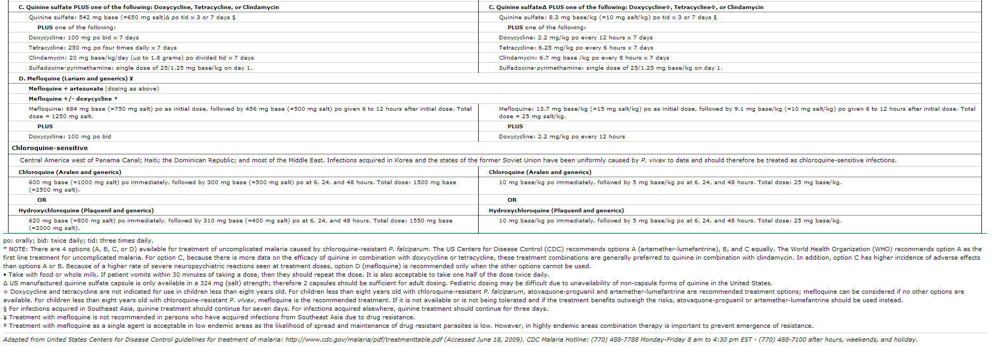 C. Quinine sulfate PLUS one of the following: Doxycycline, Tetracycline, or Clindamycin
C. Quinine sulfateΔ PLUS one of the following: Doxycycline◊, Tetracycline◊, or Clindamycin
Quinine sulfate: 542 mg base (=650 mg salt)Δ po tid x 3 or 7 days §
Quinine sulfate: 8.3 mg base/kg (=10 mg salt/kg) po tid x 3 or 7 days §
PLUS one of the following:
PLUS one of the following:
Doxycycline: 100 mg po bid x 7 days
Doxycycline: 2.2 mg/kg po every 12 hours x 7 days
Tetracycline: 250 mg po four times daily x 7 days
Tetracycline: 6.25 mg/kg po every 6 hours x 7 days
Clindamycin: 20 mg base/kg/day (up to 1.8 grams) po divided tid x 7 days
Clindamycin: 6.7 mg base /kg po every 8 hours x 7 days
Sulfadoxine-pyrimethamine: single dose of 25/1.25 mg base/kg on day 1.
Sulfadoxine-pyrimethamine: single dose of 25/1.25 mg base/kg on day 1.
D. Mefloquine (Lariam and generics) ¥
Mefloquine + artesunate (dosing as above)
Mefloquine +/- doxycycline ‡
Mefloquine: 684 mg base (=750 mg salt) po as initial dose, followed by 456 mg base (=500 mg salt) po given 6 to 12 hours after initial dose. Total
dose = 1250 mg salt.
Mefloquine: 13.7 mg base/kg (=15 mg salt/kg) po as initial dose, followed by 9.1 mg base/kg (=10 mg salt/kg) po given 6 to 12 hours after initial dose. Total
dose = 25 mg salt/kg.
PLUS
PLUS
Doxycycline: 100 mg po bid
Doxycycline: 2.2 mg/kg po every 12 hours
Chloroquine-sensitive
Central America west of Panama Canal; Haiti; the Dominican Republic; and most of the Middle East. Infections acquired in Korea and the states of the former Soviet Union have been uniformly caused by P. vivax to date and should therefore be treated as chloroquine-sensitive infections.
Chloroquine (Aralen and generics)
Chloroquine (Aralen and generics)
600 mg base (=1000 mg salt) po immediately, followed by 300 mg base (=500 mg salt) po at 6, 24, and 48 hours. Total dose: 1500 mg base
(=2500 mg salt).
10 mg base/kg po immediately, followed by 5 mg base/kg po at 6, 24, and 48 hours. Total dose: 25 mg base/kg.
OR
OR
Hydroxychloroquine (Plaquenil and generics)
Hydroxychloroquine (Plaquenil and generics)
620 mg base (=800 mg salt) po immediately, followed by 310 mg base (=400 mg salt) po at 6, 24, and 48 hours. Total dose: 1550 mg base
(=2000 mg salt).
10 mg base/kg po immediately, followed by 5 mg base/kg po at 6, 24, and 48 hours. Total dose: 25 mg base/kg.
po: orally; bid: twice daily; tid: three times daily.
* NOTE: There are 4 options (A, B, C, or D) available for treatment of uncomplicated malaria caused by chloroquine-resistant P. falciparum. The US Centers for Disease Control (CDC) recommends options A (artemether-lumefantrine), B, and C equally. The World Health Organization (WHO) recommends option A as the
first line treatment for uncomplicated malaria. For option C, because there is more data on the efficacy of quinine in combination with doxycycline or tetracycline, these treatment combinations are generally preferred to quinine in combination with clindamycin. In addition, option C has higher incidence of adverse effects
than options A or B. Because of a higher rate of severe neuropsychiatric reactions seen at treatment doses, option D (mefloquine) is recommended only when the other options cannot be used.
• Take with food or whole milk. If patient vomits within 30 minutes of taking a dose, then they should repeat the dose. It is also acceptable to take one half of the dose twice daily.
Δ US manufactured quinine sulfate capsule is only available in a 324 mg (salt) strength; therefore 2 capsules should be sufficient for adult dosing. Pediatric dosing may be difficult due to unavailability of non-capsule forms of quinine in the United States.
◊ Doxycycline and tetracycline are not indicated for use in children less than eight years old. For children less than eight years old with chloroquine-resistant P. falciparum, atovaquone-proguanil and artemether-lumefantrine are recommended treatment options; mefloquine can be considered if no other options are
available. For children less than eight years old with chloroquine-resistant P. vivax, mefloquine is the recommended treatment. If it is not available or is not being tolerated and if the treatment benefits outweigh the risks, atovaquone-proguanil or artemether-lumefantrine should be used instead.
§ For infections acquired in Southeast Asia, quinine treatment should continue for seven days. For infections acquired elsewhere, quinine treatment should continue for three days.
¥ Treatment with mefloquine is not recommended in persons who have acquired infections from Southeast Asia due to drug resistance.
‡ Treatment with mefloquine as a single agent is acceptable in low endemic areas as the likelihood of spread and maintenance of drug resistant parasites is low. However, in highly endemic areas combination therapy is important to prevent emergence of resistance.
Adapted from United States Centers for Disease Control guidelines for treatment of malaria: http://www.cdc.gov/malaria/pdf/treatmenttable.pdf (Accessed June 18, 2009). CDC Malaria Hotline: (770) 488-7788 Monday-Friday 8 am to 4:30 pm EST - (770) 488-7100 after hours, weekends, and holiday.